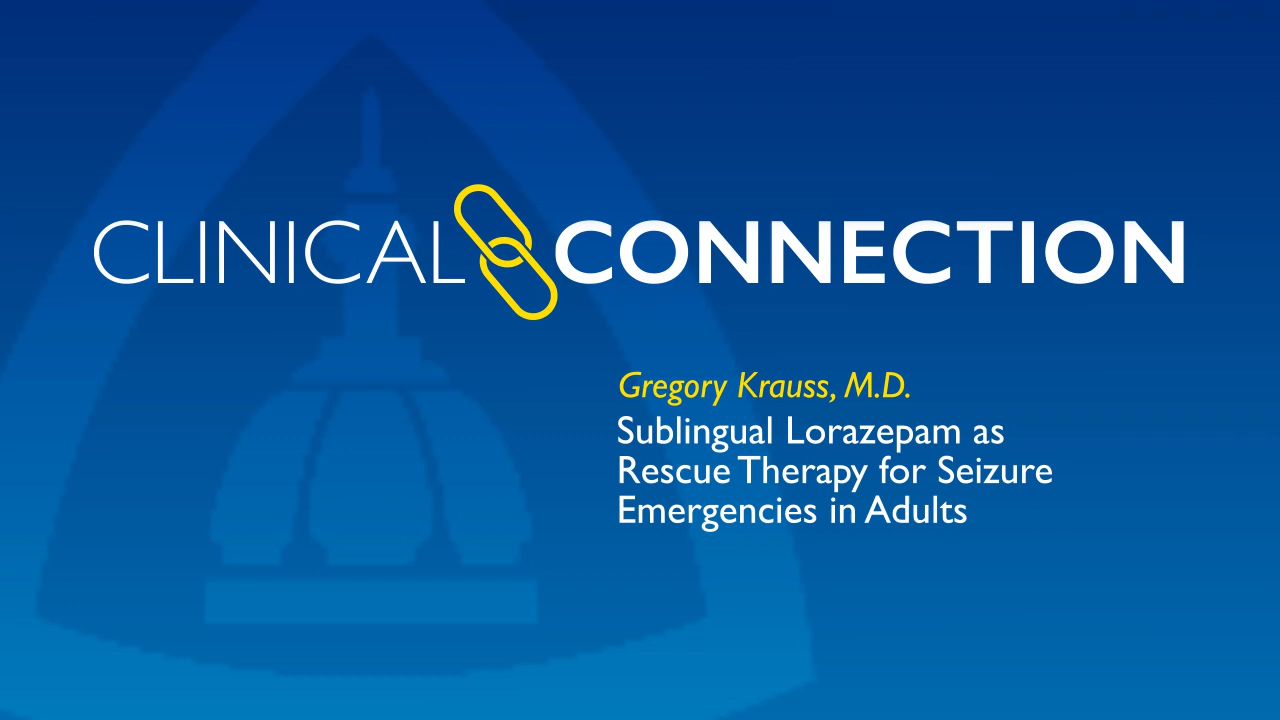 CLINICAL CONNECTION
Gregory Krauss, M.D.
Sublingual Lorazepam as
Rescue Therapy for Seizure
Emergencies in Adults